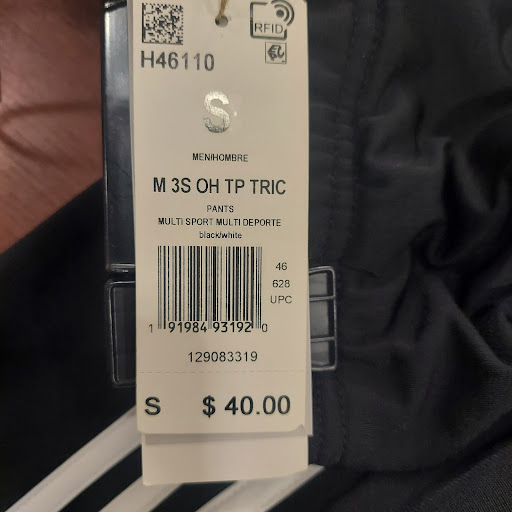 RFID
H46110
S
MEN/HOMBRE
M 3S OH TP TRIC
PANTS
MULTI SPORT MULTI DEPORTE
black/white
46
628
UPC
1 91984 93192 0
129083319
S $ 40.00